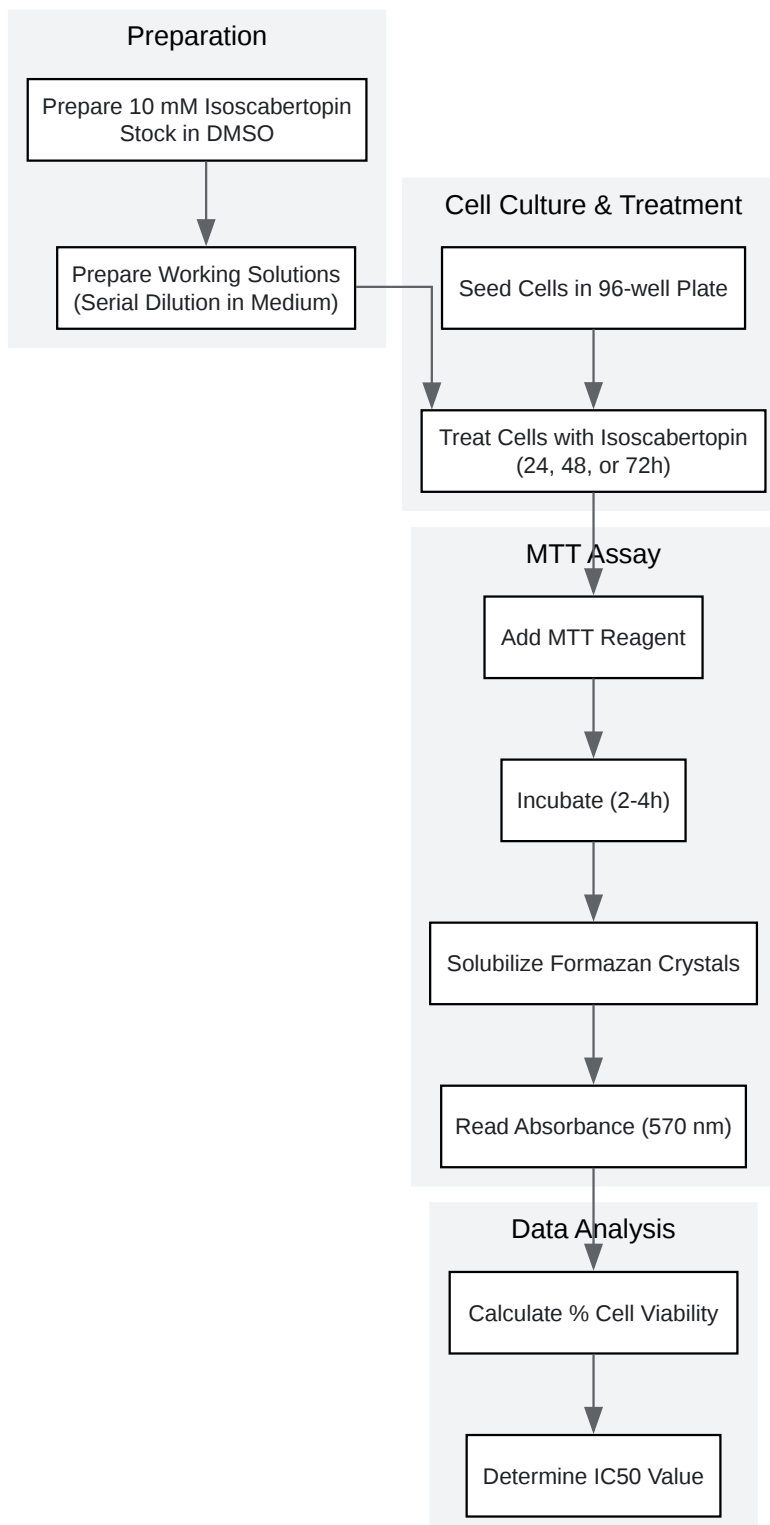 Preparation
Prepare 10 mM Isoscabertopin
Stock in DMSO
Prepare Working Solutions
(Serial Dilution in Medium)
Cell Culture & Treatment
Seed Cells in 96-well Plate
Treat Cells with Isoscabertopin
(24, 48, or 72h)
MTT Assay
Add MTT Reagent
Incubate (2-4h)
Solubilize Formazan Crystals
Read Absorbance (570 nm)
Data Analysis
Calculate % Cell Viability
Determine IC50 Value